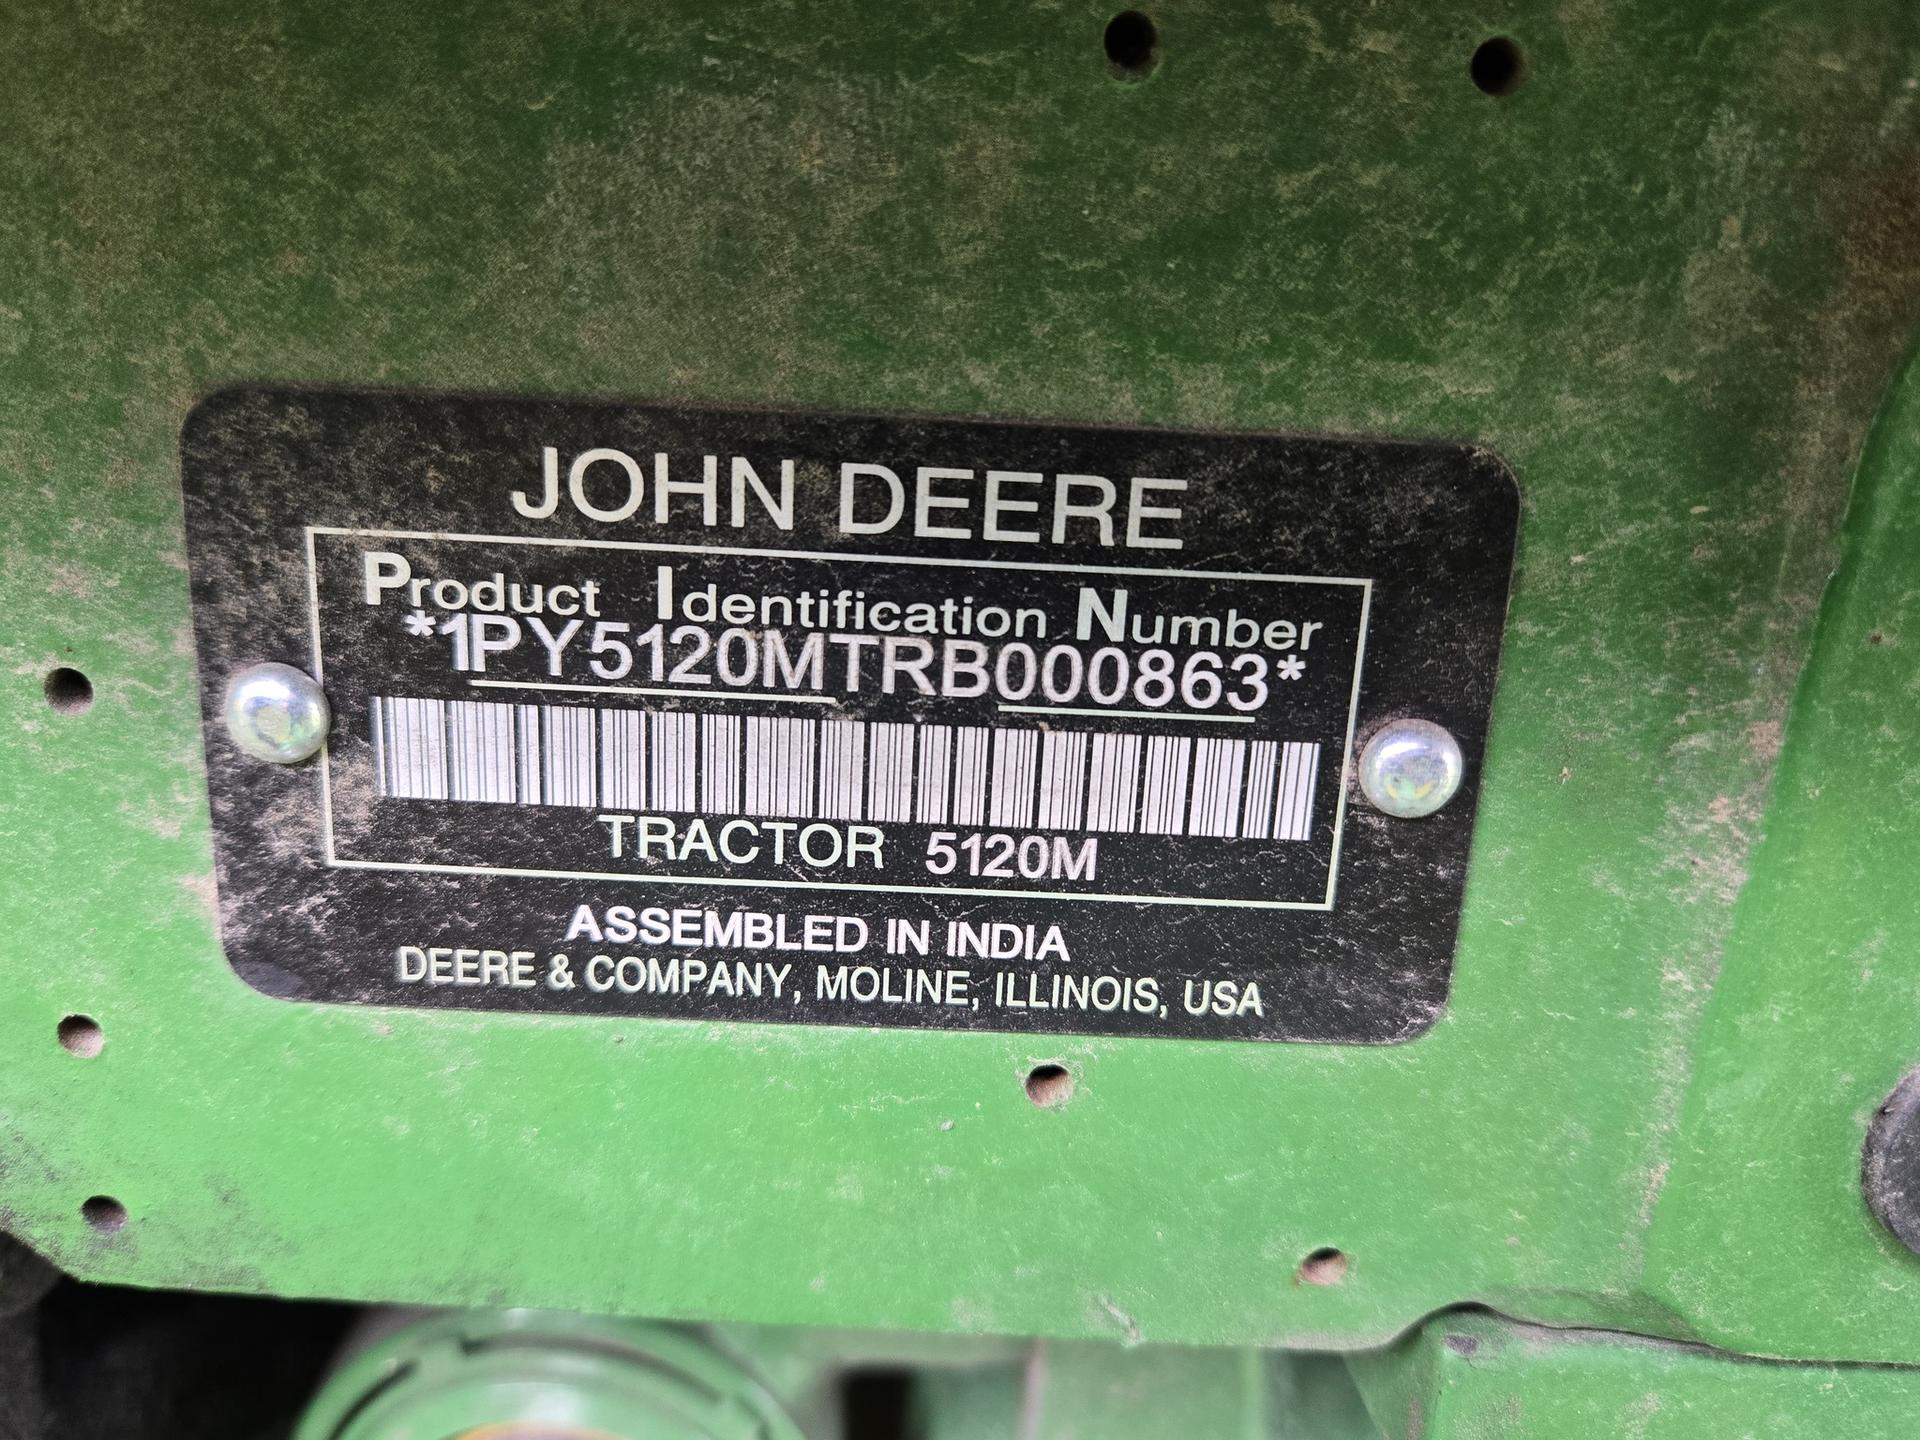 JOHN DEERE
Product Identification Number
*1PY5120MTRB000863*
TRACTOR 5120M
ASSEMBLED IN INDIA
DEERE & COMPANY, MOLINE, ILLINOIS, USA